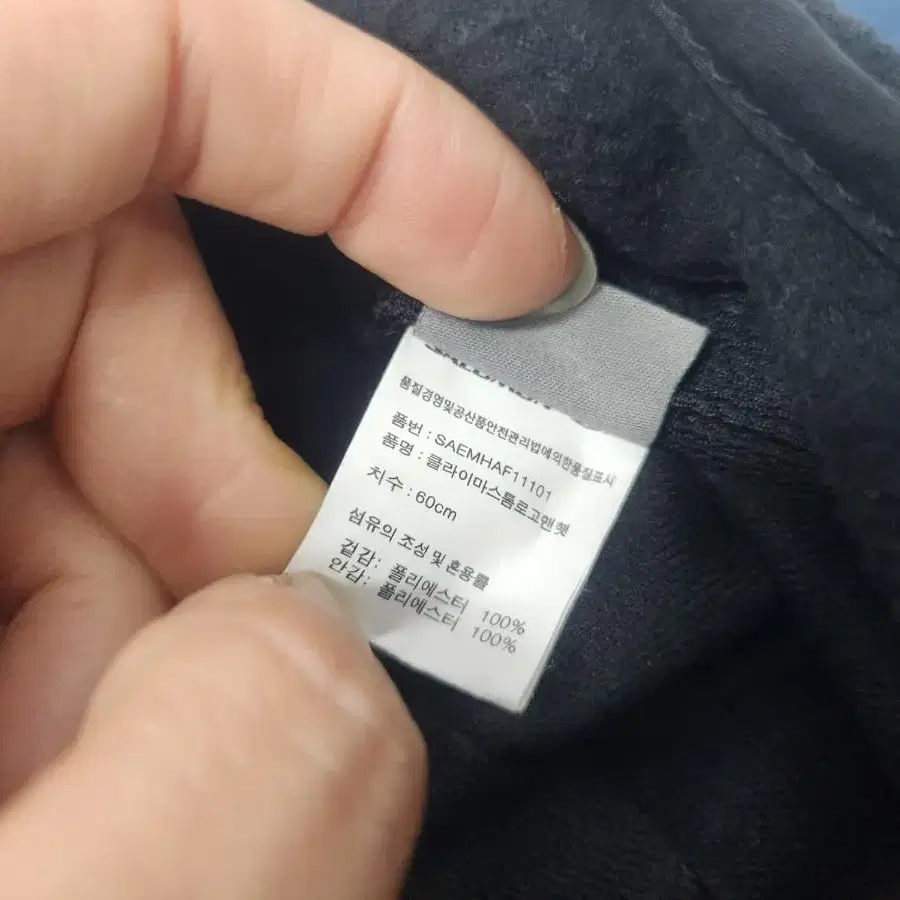 품질경영및공산품안전관리법에의한품질표시
품번 : SAEMHAF11101
품명 : 클라이마스톰로고맨햇
치수 : 60cm
섬유의 조성 및 혼용률
겉감: 폴리에스터 100%
안감: 폴리에스터 100%